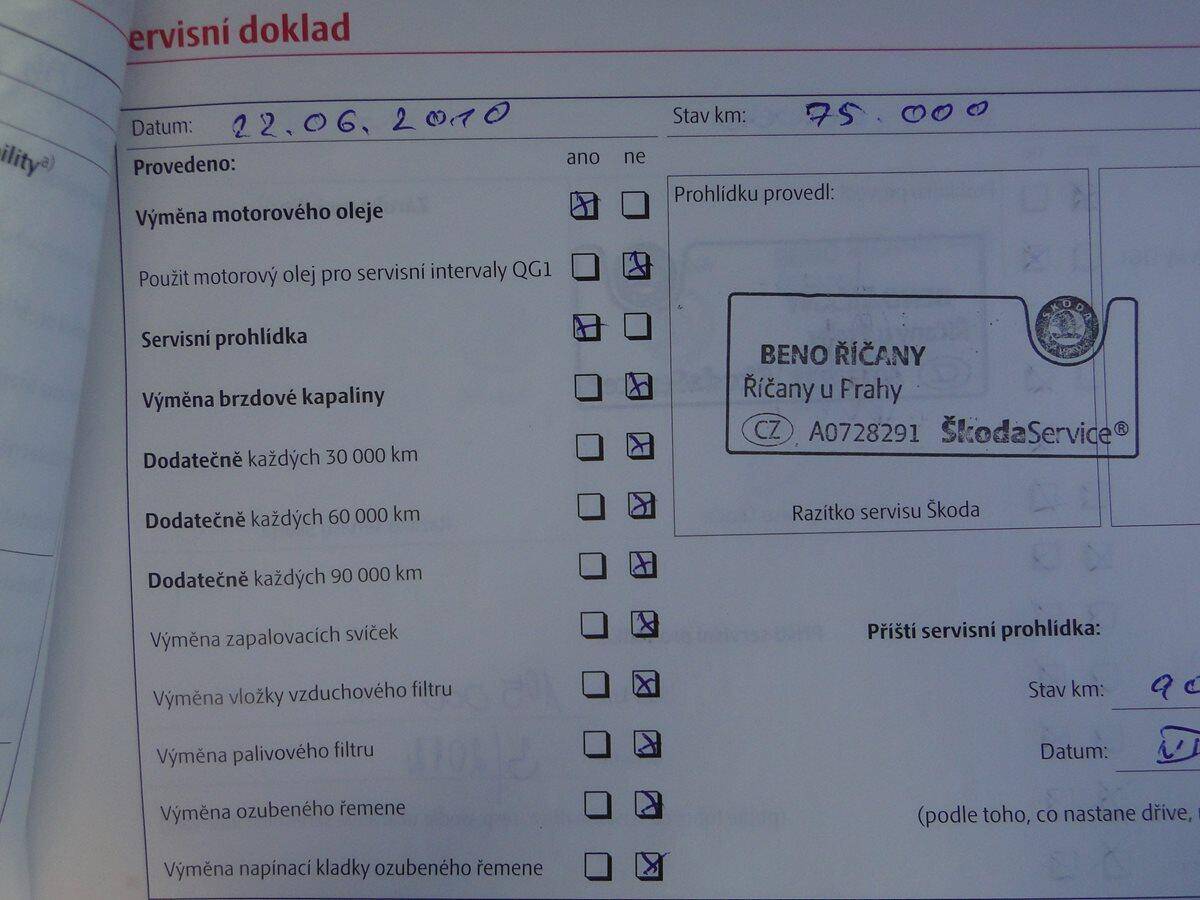 ervisní doklad
ility a)
Datum: 22.06.2010
Stav km: 75.000
Provedeno: ano ne
Výměna motorového oleje
Použit motorový olej pro servisní intervaly QG1
Servisní prohlídka
Výměna brzdové kapaliny
Dodatečně každých 30 000 km
Dodatečně každých 60 000 km
Dodatečně každých 90 000 km
Výměna zapalovacích svíček
Výměna vložky vzduchového filtru
Výměna palivového filtru
Výměna ozubeného řemene
Výměna napínací kladky ozubeného řemene
Prohlídku provedl:
ŠKODA
BENO ŘÍČANY
Říčany u Prahy
CZ A0728291 ŠkodaService®
Razítko servisu Škoda
Příští servisní prohlídka:
Stav km: 90
Datum: VI
(podle toho, co nastane dříve,